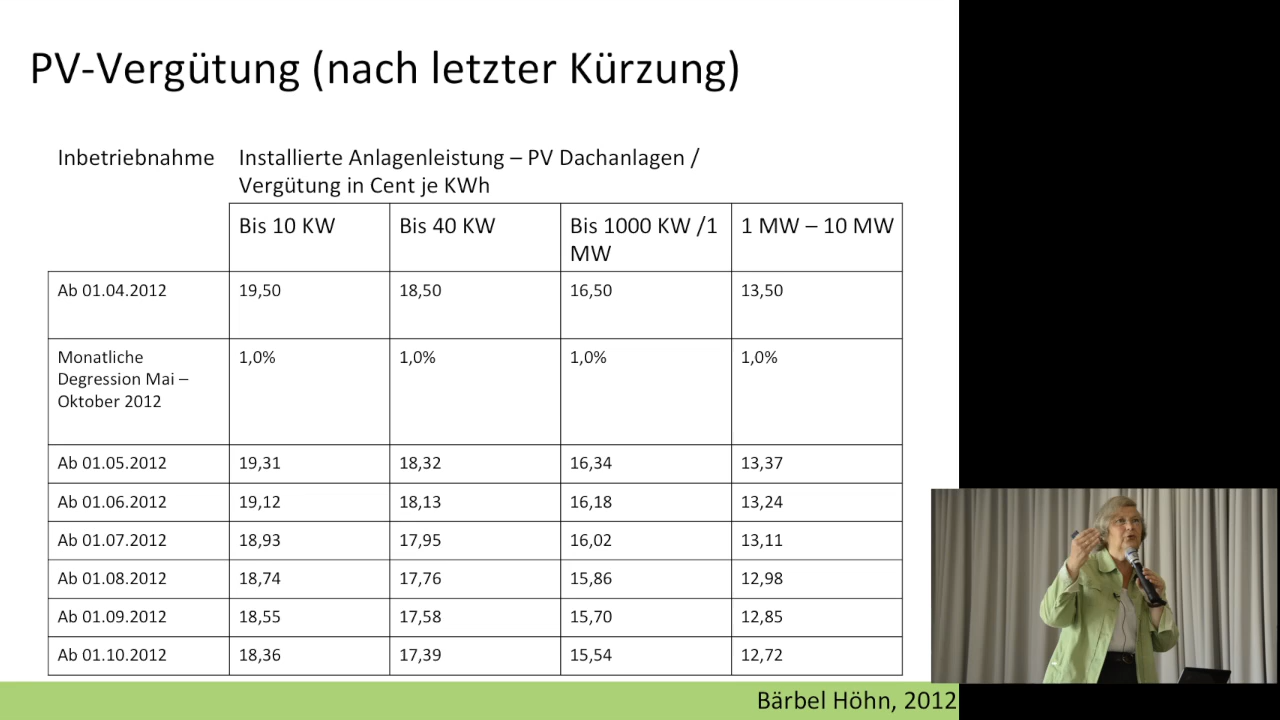 PV-Vergütung (nach letzter Kürzung)
Inbetriebnahme Installierte Anlagenleistung – PV Dachanlagen /
Vergütung in Cent je KWh
Bis 10 KW Bis 40 KW Bis 1000 KW /1 1 MW – 10 MW
MW
Ab 01.04.2012 19,50 18,50 16,50 13,50
Monatliche 1,0% 1,0% 1,0% 1,0%
Degression Mai –
Oktober 2012
Ab 01.05.2012 19,31 18,32 16,34 13,37
Ab 01.06.2012 19,12 18,13 16,18 13,24
Ab 01.07.2012 18,93 17,95 16,02 13,11
Ab 01.08.2012 18,74 17,76 15,86 12,98
Ab 01.09.2012 18,55 17,58 15,70 12,85
Ab 01.10.2012 18,36 17,39 15,54 12,72
Bärbel Höhn, 2012